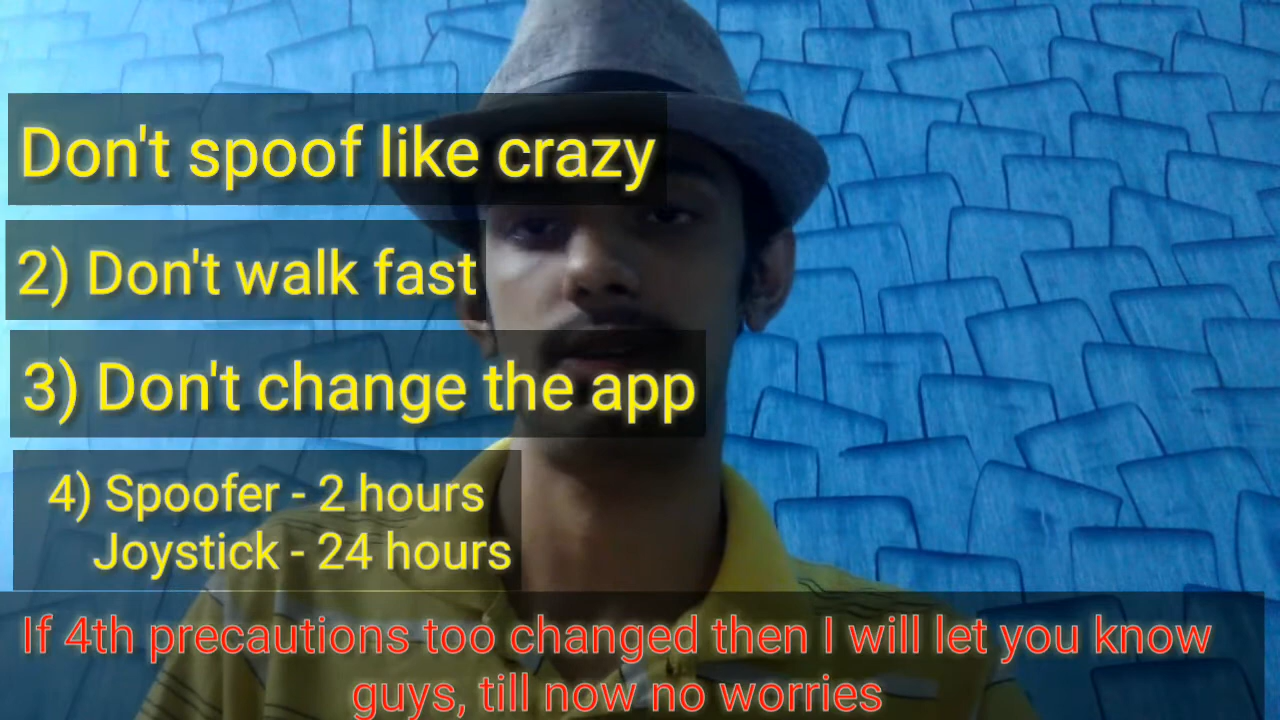 Don't spoof like crazy
2) Don't walk fast
3) Don't change the app
4) Spoofer - 2 hours
Joystick - 24 hours
If 4th precautions too changed then I will let you know
guys, till now no worries